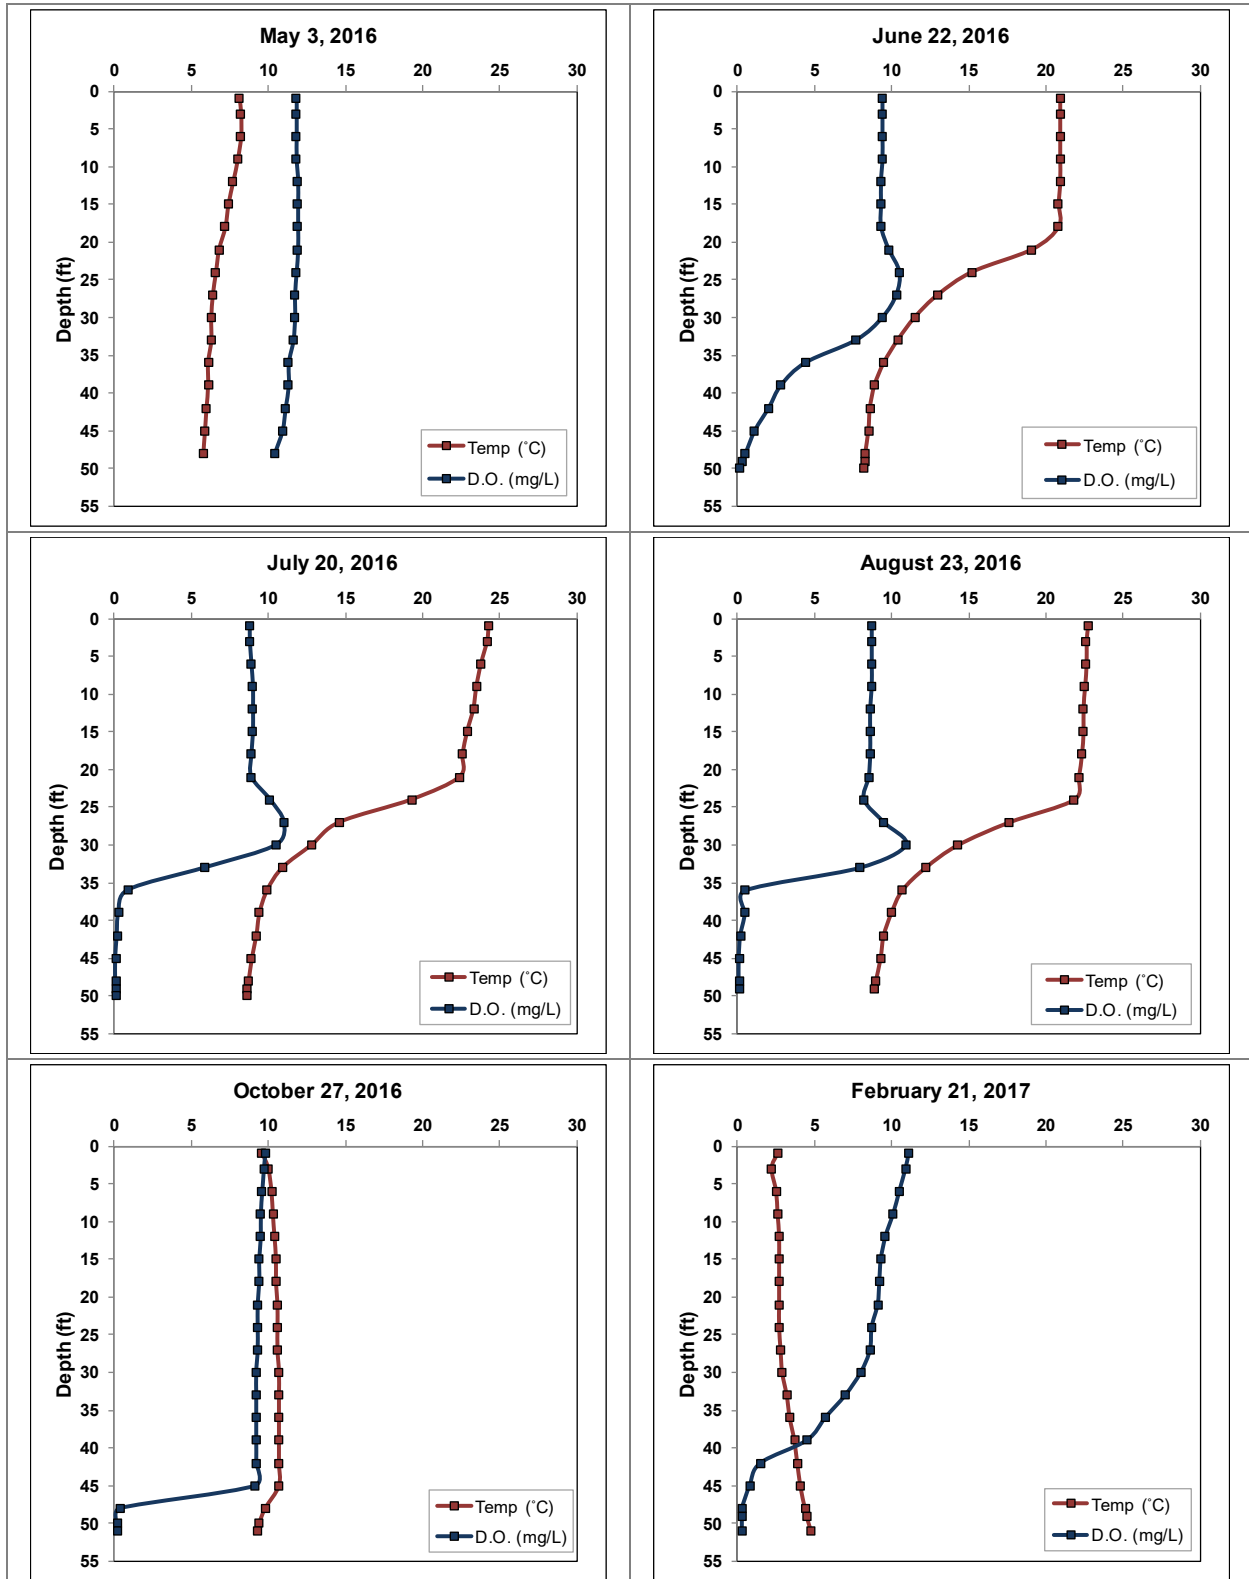 May 3, 2016
0 5 10 15 20 25 30
0
5
10
15
20
25
30
35
40
45
50
55
Depth (ft)
Temp (˚C)
D.O. (mg/L)
June 22, 2016
0 5 10 15 20 25 30
0
5
10
15
20
25
30
35
40
45
50
55
Depth (ft)
Temp (˚C)
D.O. (mg/L)
July 20, 2016
0 5 10 15 20 25 30
0
5
10
15
20
25
30
35
40
45
50
55
Depth (ft)
Temp (˚C)
D.O. (mg/L)
August 23, 2016
0 5 10 15 20 25 30
0
5
10
15
20
25
30
35
40
45
50
55
Depth (ft)
Temp (˚C)
D.O. (mg/L)
October 27, 2016
0 5 10 15 20 25 30
0
5
10
15
20
25
30
35
40
45
50
55
Depth (ft)
Temp (˚C)
D.O. (mg/L)
February 21, 2017
0 5 10 15 20 25 30
0
5
10
15
20
25
30
35
40
45
50
55
Depth (ft)
Temp (˚C)
D.O. (mg/L)